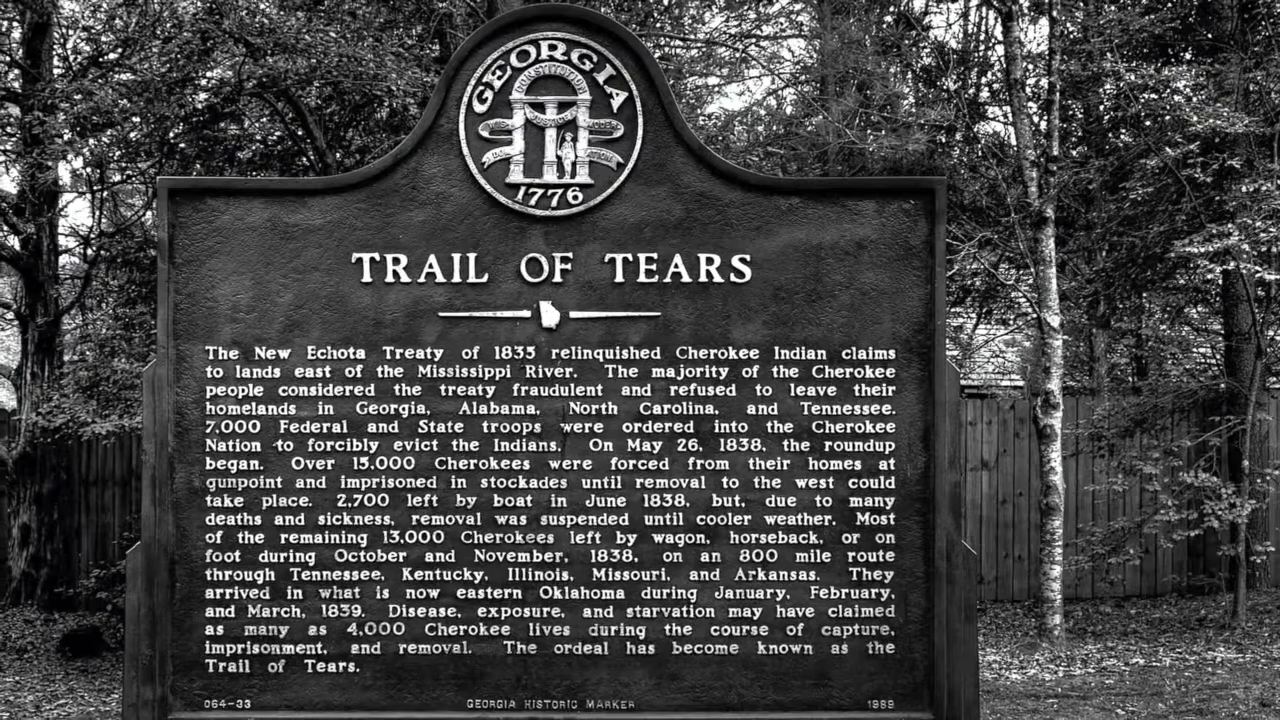 GEORGIA
CONSTITUTION
1776
TRAIL OF TEARS
The New Echota Treaty of 1835 relinquished Cherokee Indian claims
to lands east of the Mississippi River. The majority of the Cherokee
people considered the treaty fraudulent and refused to leave their
homelands in Georgia, Alabama, North Carolina, and Tennessee.
7,000 Federal and State troops were ordered into the Cherokee
Nation to forcibly evict the Indians. On May 26, 1838, the roundup
began. Over 15,000 Cherokees were forced from their homes at
gunpoint and imprisoned in stockades until removal to the west could
take place. 2,700 left by boat in June 1838, but, due to many
deaths and sickness, removal was suspended until cooler weather. Most
of the remaining 13,000 Cherokees left by wagon, horseback, or on
foot during October and November, 1838, on an 800 mile route
through Tennessee, Kentucky, Illinois, Missouri, and Arkansas. They
arrived in what is now eastern Oklahoma during January, February,
and March, 1839. Disease, exposure, and starvation may have claimed
as many as 4,000 Cherokee lives during the course of capture,
imprisonment, and removal. The ordeal has become known as the
Trail of Tears.
064-33 GEORGIA HISTORIC MARKER 1989